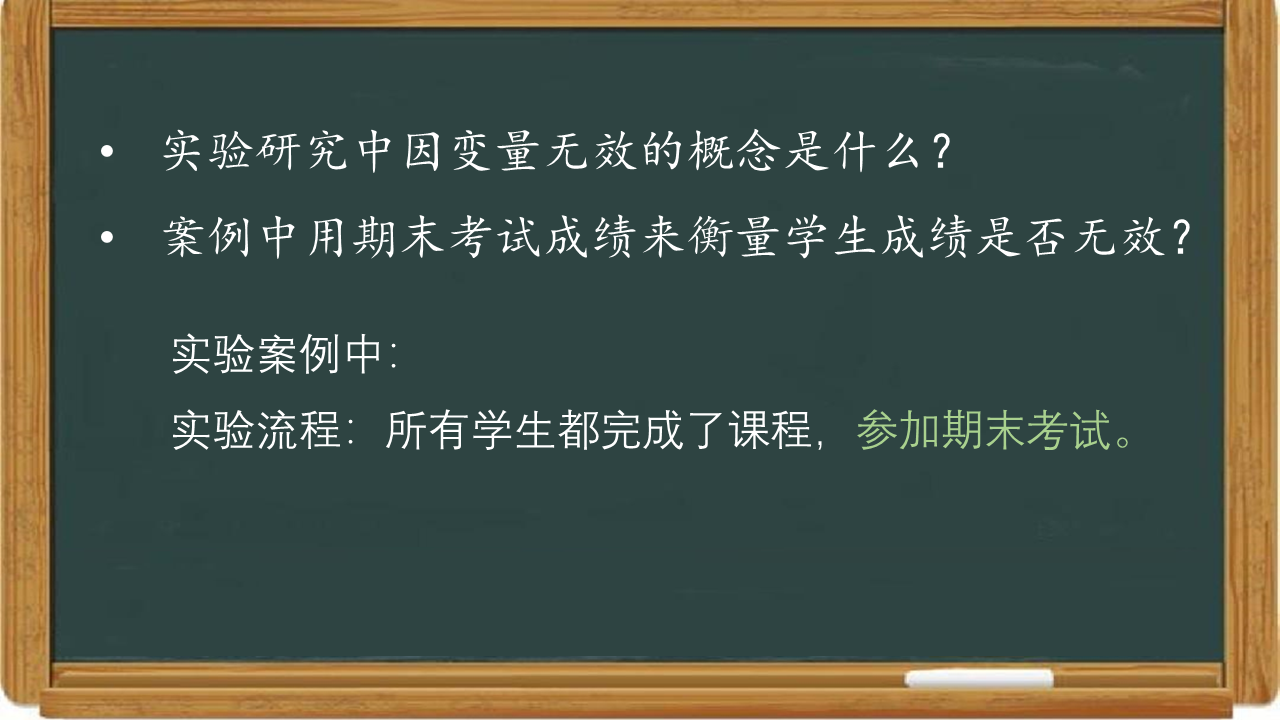 • 实验研究中因变量无效的概念是什么？
• 案例中用期末考试成绩来衡量学生成绩是否无效？
实验案例中：
实验流程：所有学生都完成了课程，参加期末考试。